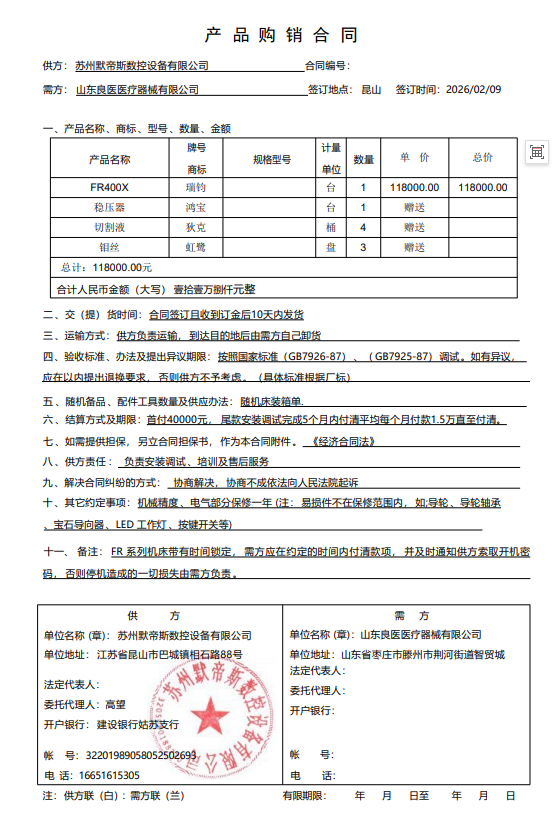 产 品 购 销 合 同
供方： 苏州默帝斯数控设备有限公司 合同编号：
需方： 山东良医医疗器械有限公司 签订地点： 昆山 签订时间：2026/02/09
一、产品名称、商标、型号、数量、金额
产品名称 牌号 商标 规格型号 计量 单位 数量 单 价 总价
FR400X 瑞钧 台 1 118000.00 118000.00
稳压器 鸿宝 台 1 赠送
切割液 狄克 桶 4 赠送
钼丝 虹鹭 盘 3 赠送
总计：118000.00元
合计人民币金额（大写） 壹拾壹万捌仟元整
二、交（提）货时间：合同签订且收到订金后10天内发货
三、运输方式：供方负责运输，到达目的地后由需方自己卸货
四、验收标准、办法及提出异议期限：按照国家标准（GB7926-87）、（GB7925-87）调试。如有异议，
应在以内提出退换要求，否则供方不予考虑。（具体标准根据厂标）
五、随机备品、配件工具数量及供应办法：随机床装箱单.
六、结算方式及期限：首付40000元，尾款安装调试完成5个月内付清平均每个月付款1.5万直至付清。
七、如需提供担保，另立合同担保书，作为本合同附件。《经济合同法》
八、供方责任： 负责安装调试、培训及售后服务
九、解决合同纠纷的方式： 协商解决，协商不成依法向人民法院起诉
十、其它约定事项：机械精度、电气部分保修一年 (注：易损件不在保修范围内，如;导轮、导轮轴承
、宝石导向器、LED 工作灯、按键开关等)
十一、 备注： FR 系列机床带有时间锁定，需方应在约定的时间内付清款项，并及时通知供方索取开机密
码，否则停机造成的一切损失由需方负责。
供 方
单位名称 (章)： 苏州默帝斯数控设备有限公司
单位地址： 江苏省昆山市巴城镇相石路88号
法定代表人：
委托代理人：高望
开户银行： 建设银行姑苏支行
帐 号：32201989058052502693
电 话：16651615305
苏州默帝斯数控设备有限公司
需 方
单位名称（章）：山东良医医疗器械有限公司
单位地址：山东省枣庄市滕州市荆河街道智贸城
法定代表人：
委托代理人：
开户银行：
帐 号：
电 话：
注：供方联（白）: 需方联（兰） 有限期限： 年 月 日至 年 月 日